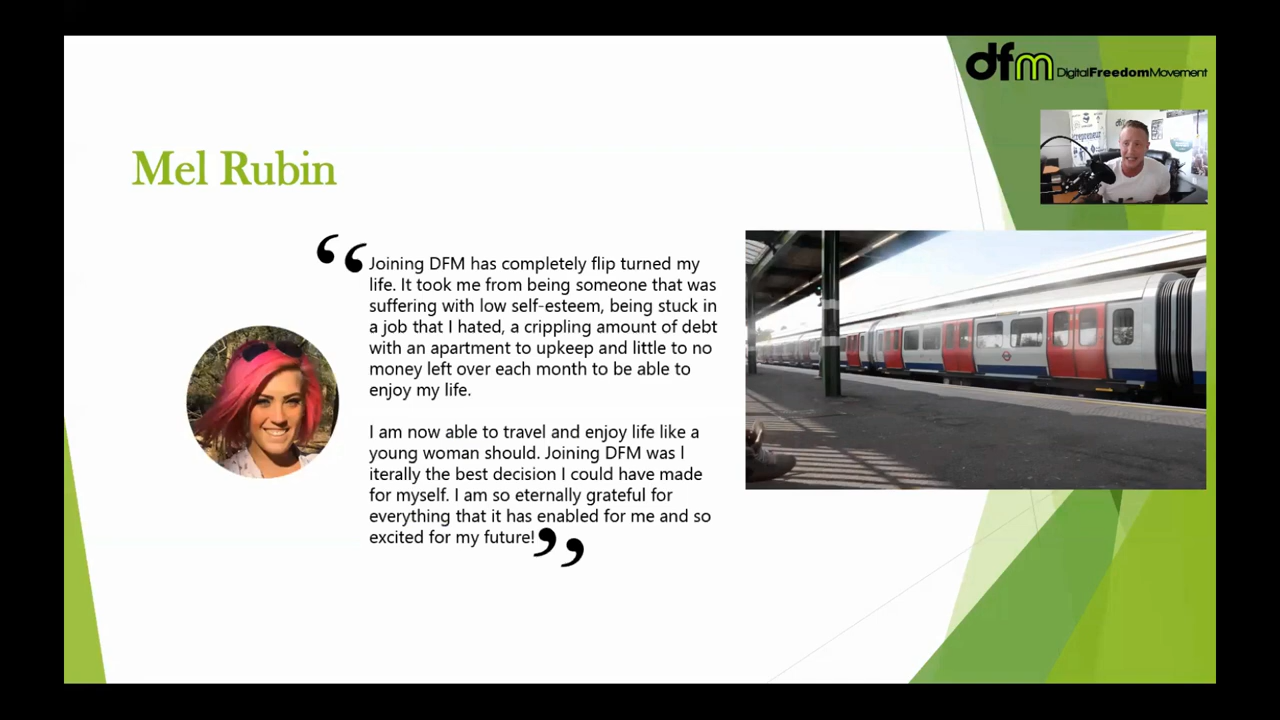 dfm DigitalFreedomMovement
Mel Rubin
“Joining DFM has completely flip turned my
life. It took me from being someone that was
suffering with low self-esteem, being stuck in
a job that I hated, a crippling amount of debt
with an apartment to upkeep and little to no
money left over each month to be able to
enjoy my life.
I am now able to travel and enjoy life like a
young woman should. Joining DFM was l
iterally the best decision I could have made
for myself. I am so eternally grateful for
everything that it has enabled for me and so
excited for my future!”